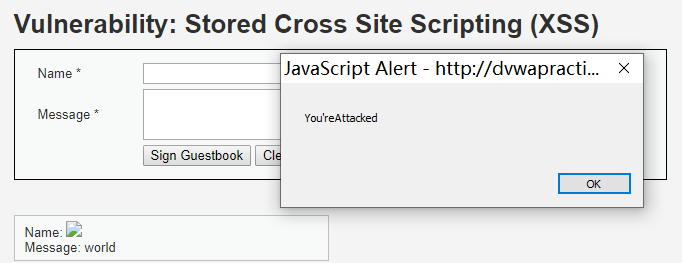 Vulnerability: Stored Cross Site Scripting (XSS)
Name *
JavaScript Alert - http://dvwapracti...
You'reAttacked
Message *
Sign Guestbook
Cle
OK
Name:
Message: world